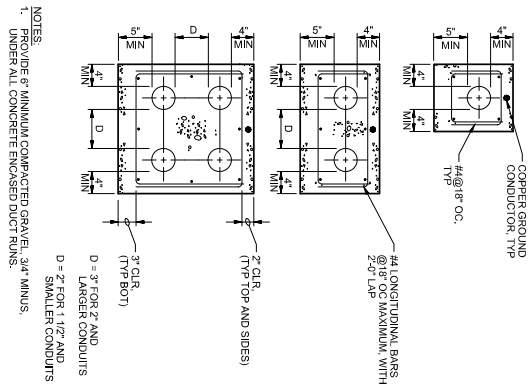 5"
MIN
D
4"
MIN
5"
MIN
4"
MIN
5"
MIN
4"
MIN
4"
MIN
D
4"
MIN
4"
MIN
D
4"
MIN
4"
MIN
4"
MIN
COPPER GROUND
CONDUCTOR, TYP
#4@18" OC,
TYP
#4 LONGITUDINAL BARS
@18" OC MAXIMUM, WITH
2'-0" LAP
2" CLR,
(TYP TOP AND SIDES)
3" CLR,
(TYP BOT)
D = 3" FOR 2" AND
LARGER CONDUITS
D = 2" FOR 1 1/2" AND
SMALLER CONDUITS
NOTES:
1. PROVIDE 6" MINIMUM COMPACTED GRAVEL, 3/4" MINUS,
UNDER ALL CONCRETE ENCASED DUCT RUNS.